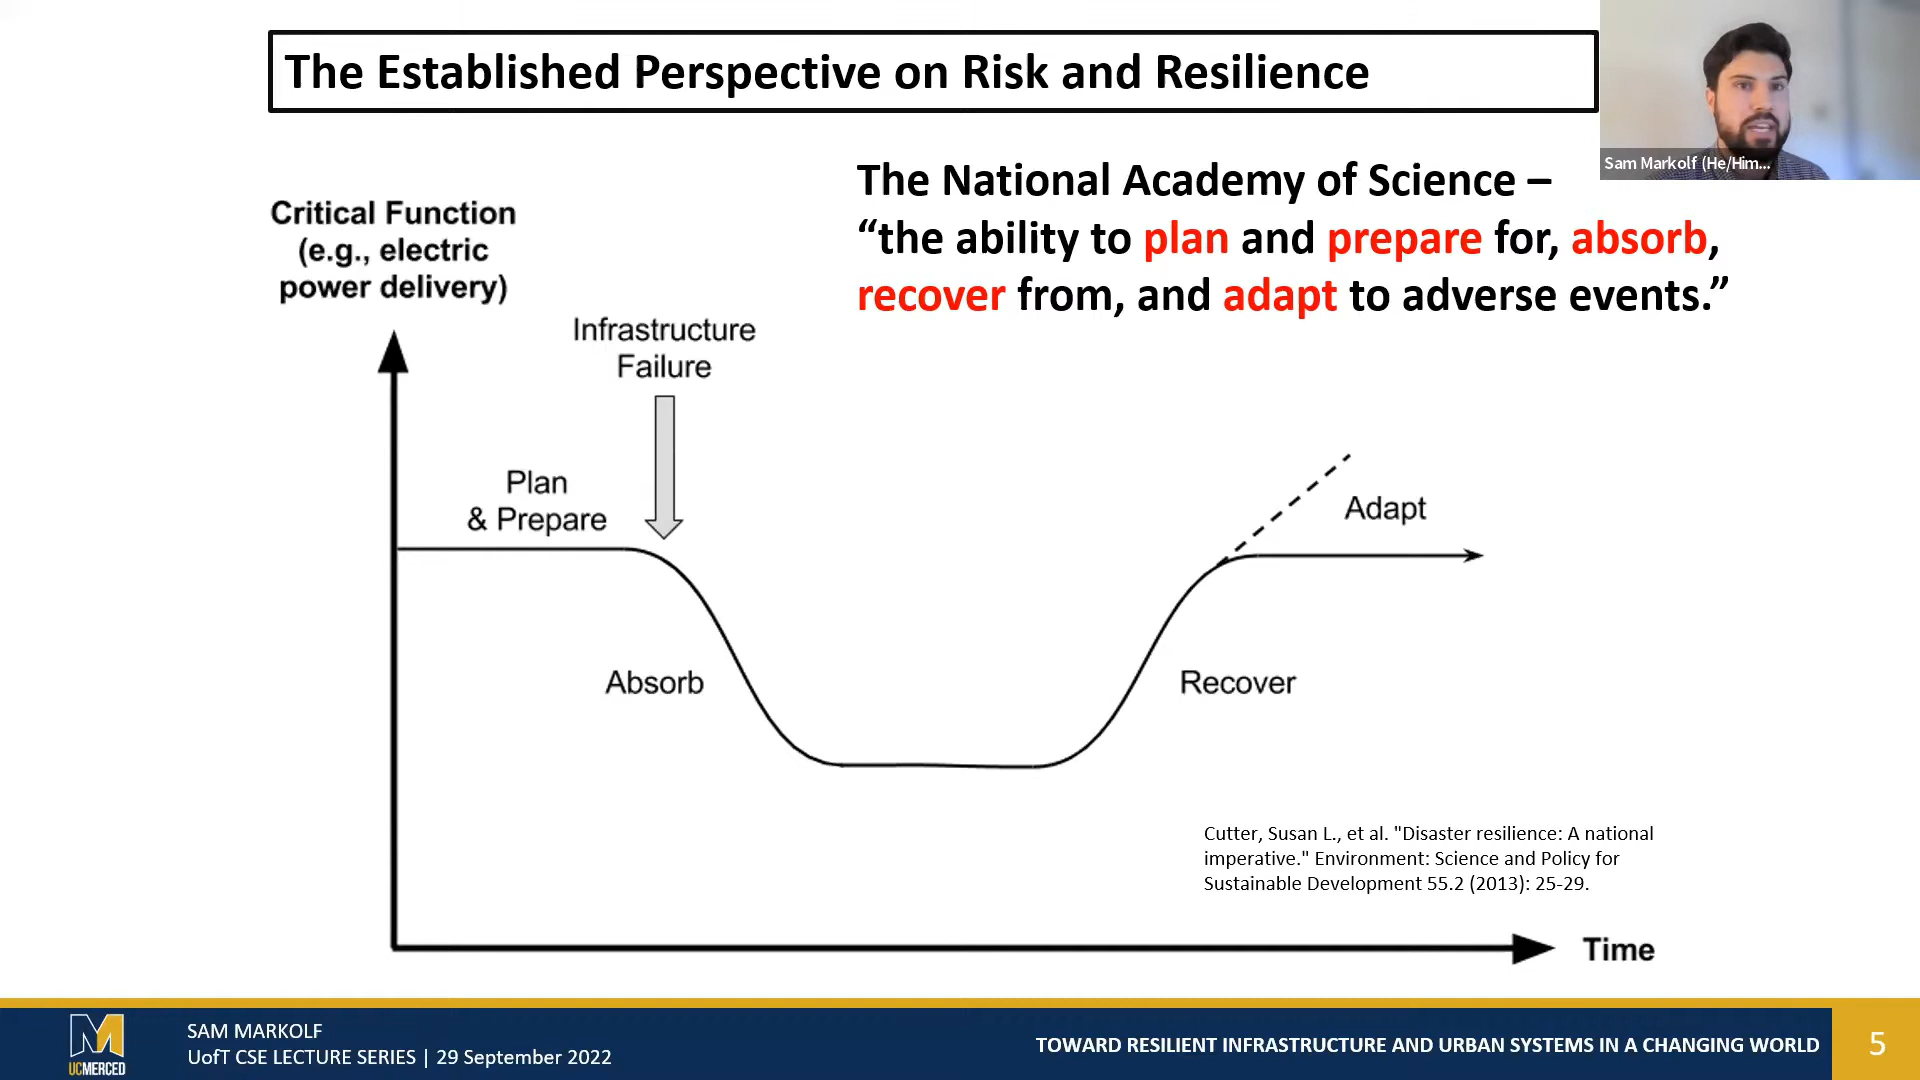 The Established Perspective on Risk and Resilience
Sam Markolf (He/Him...
The National Academy of Science –
“the ability to plan and prepare for, absorb,
recover from, and adapt to adverse events.”
Critical Function
(e.g., electric
power delivery)
Infrastructure
Failure
Plan
& Prepare
Adapt
Absorb
Recover
Cutter, Susan L., et al. "Disaster resilience: A national
imperative." Environment: Science and Policy for
Sustainable Development 55.2 (2013): 25-29.
Time
UCMERCED
SAM MARKOLF
UofT CSE LECTURE SERIES | 29 September 2022
TOWARD RESILIENT INFRASTRUCTURE AND URBAN SYSTEMS IN A CHANGING WORLD
5